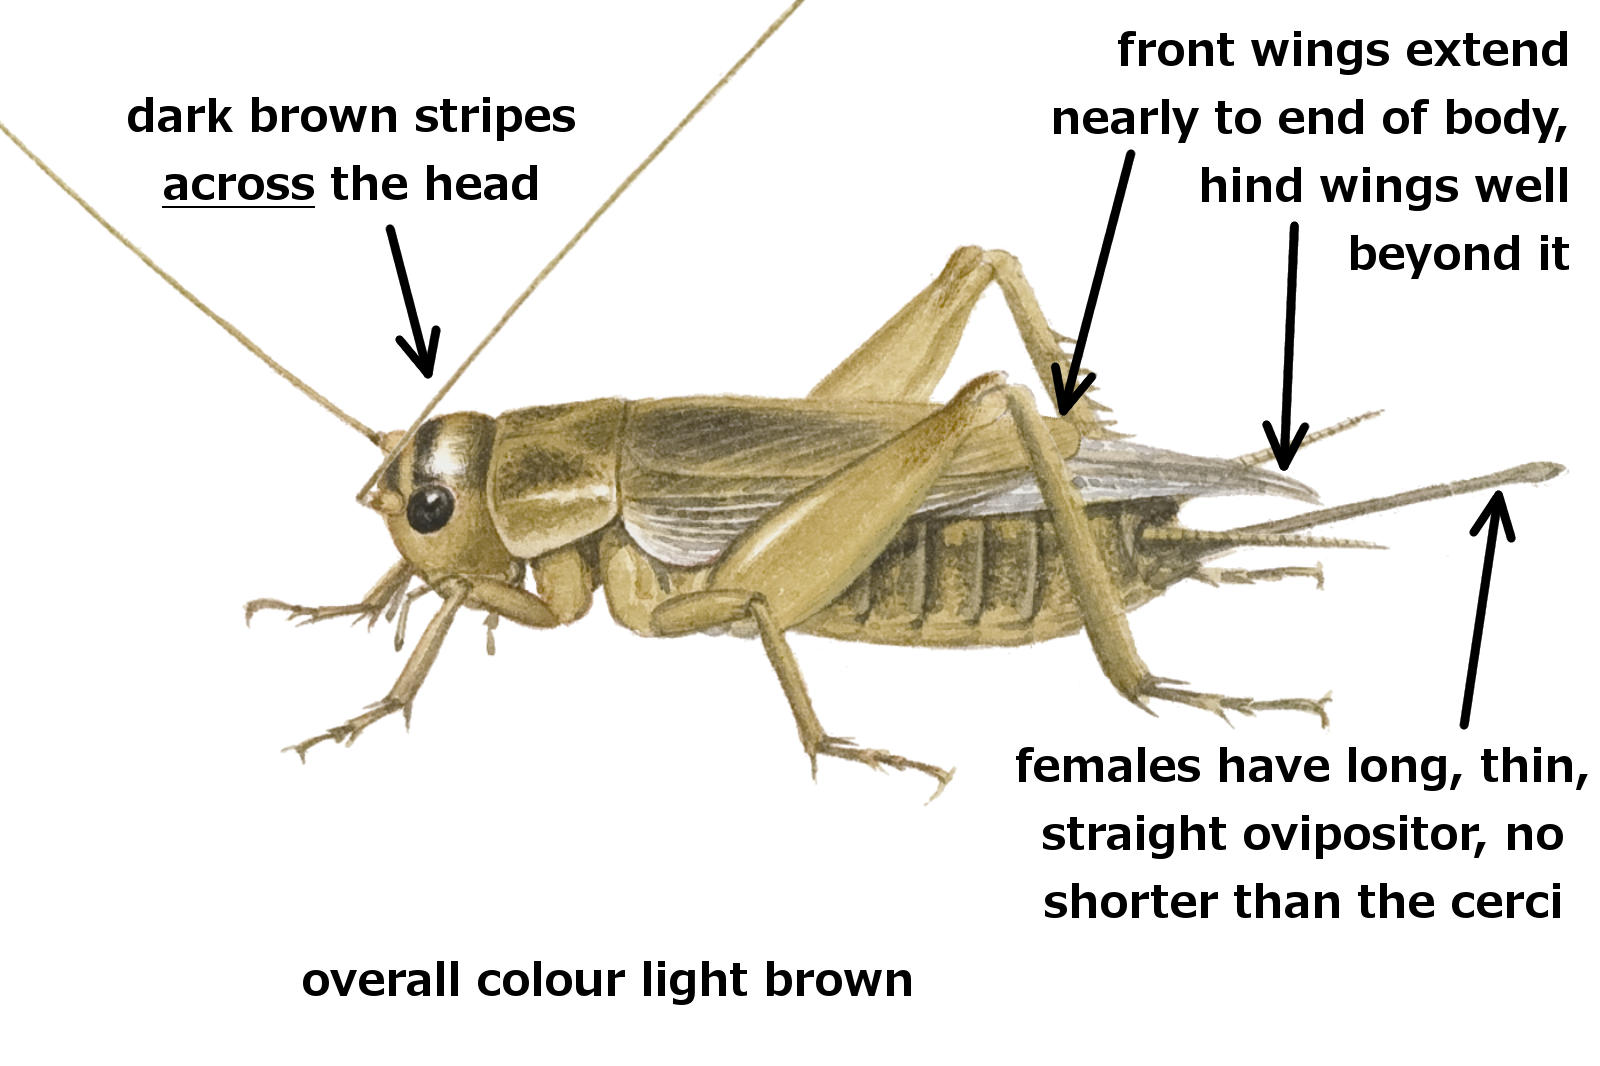 dark brown stripes
across the head
front wings extend
nearly to end of body,
hind wings well
beyond it
females have long, thin,
straight ovipositor, no
shorter than the cerci
overall colour light brown